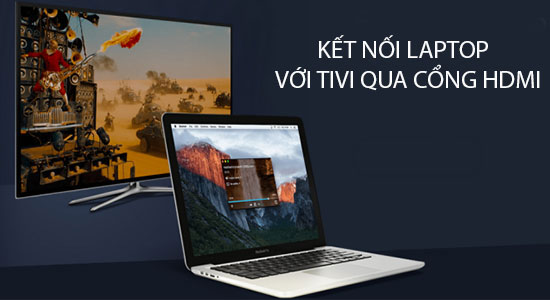 KẾT NỐI LAPTOP
VỚI TIVI QUA CỔNG HDMI